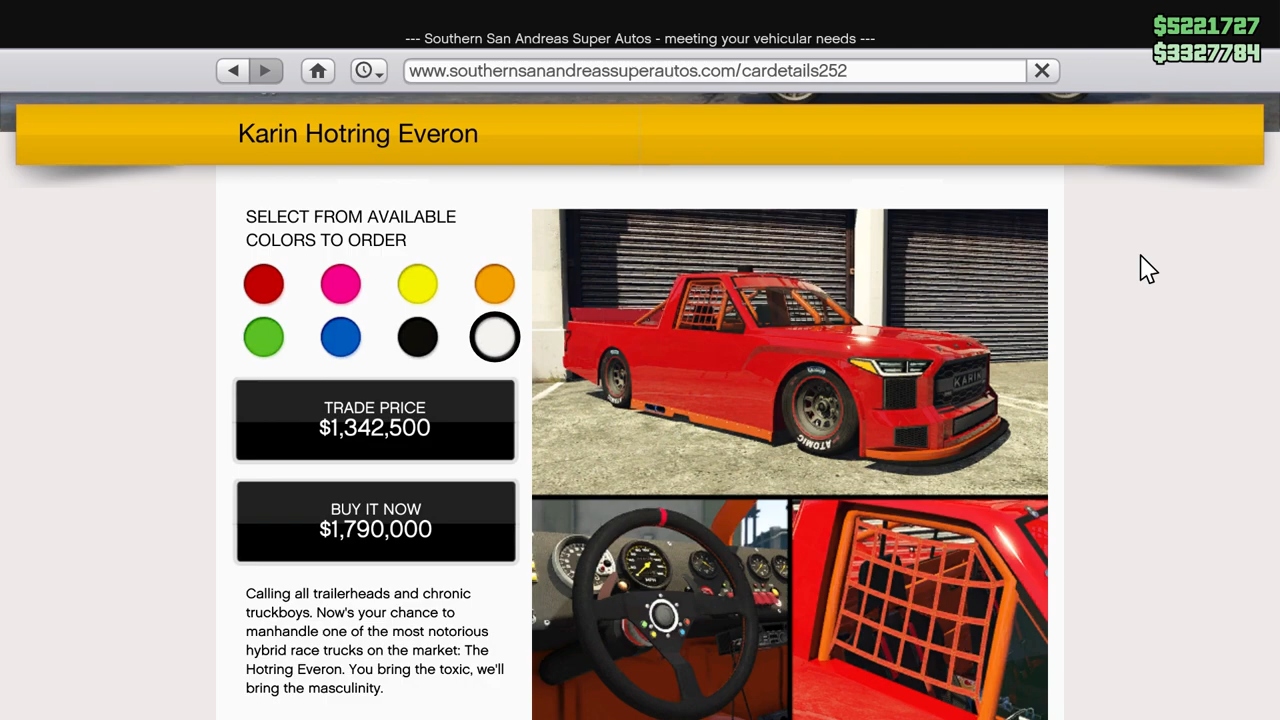 $5221727
--- Southern San Andreas Super Autos - meeting your vehicular needs ---
$3327784
www.southernsanandreassuperautos.com/cardetails252
Karin Hotring Everon
SELECT FROM AVAILABLE
COLORS TO ORDER
TRADE PRICE
$1,342,500
BUY IT NOW
$1,790,000
Calling all trailerheads and chronic
truckboys. Now's your chance to
manhandle one of the most notorious
hybrid race trucks on the market: The
Hotring Everon. You bring the toxic, we'll
bring the masculinity.
KARIN
ATOMIC
MPH